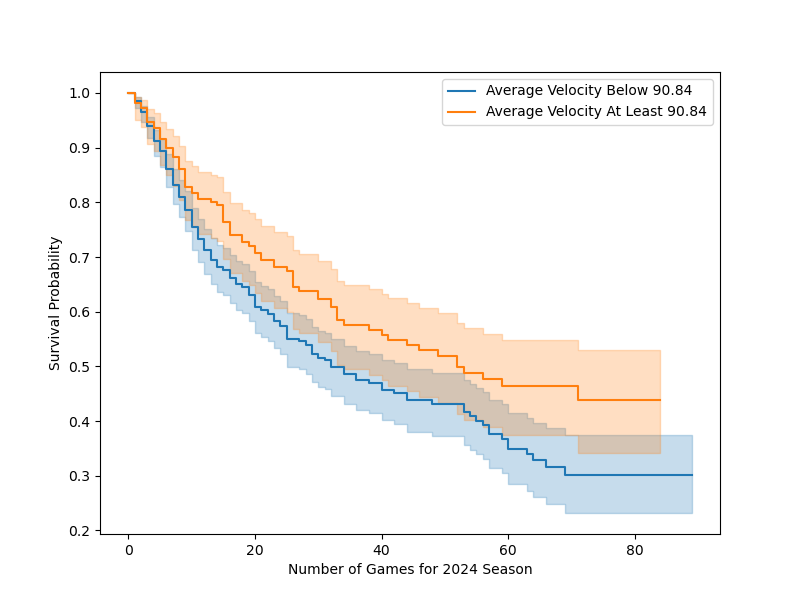 Average Velocity Below 90.84
Average Velocity At Least 90.84
1.0
0.9
0.8
0.7
0.6
0.5
0.4
0.3
0.2
Survival Probability
0 20 40 60 80
Number of Games for 2024 Season